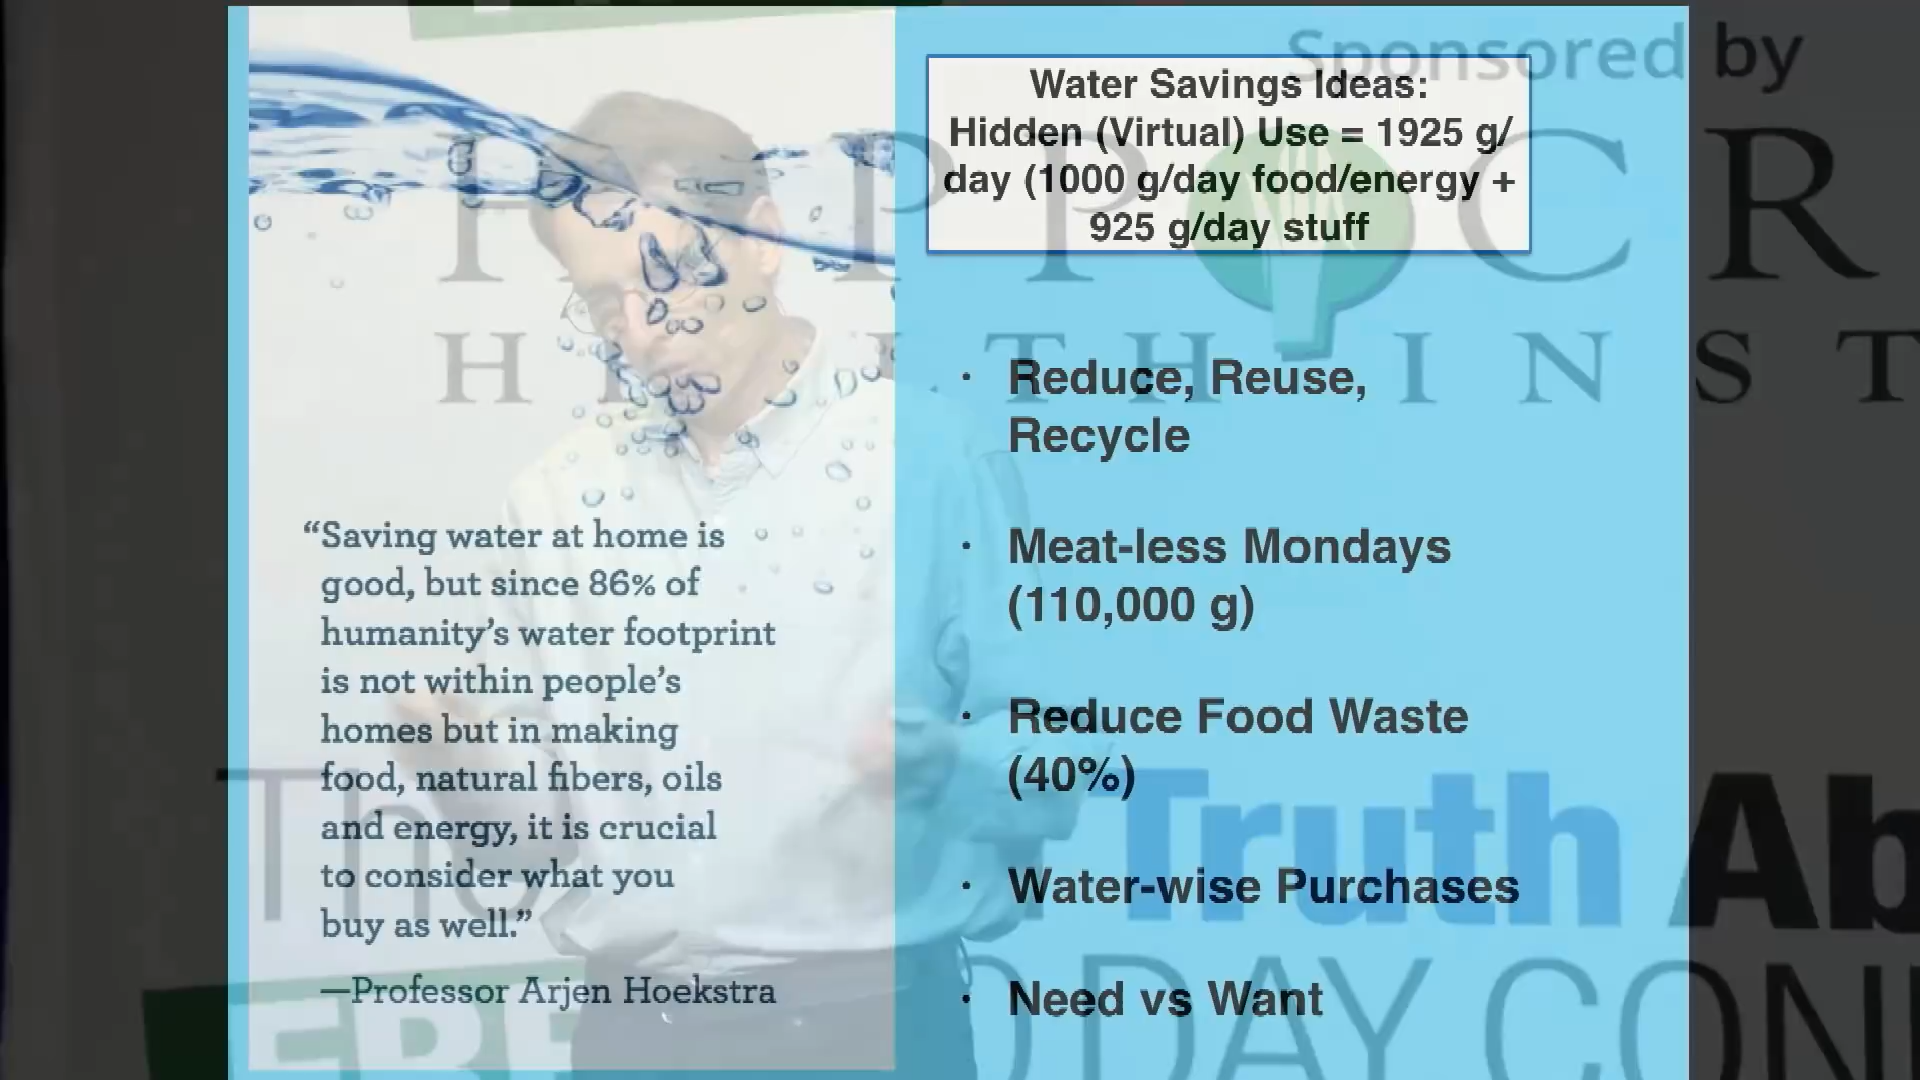 Sponsored by
Water Savings Ideas:
Hidden (Virtual) Use = 1925 g/
day (1000 g/day food/energy +
925 g/day stuff
· Reduce, Reuse,
Recycle
· Meat-less Mondays
(110,000 g)
· Reduce Food Waste
(40%)
· Water-wise Purchases
· Need vs Want
“Saving water at home is
good, but since 86% of
humanity’s water footprint
is not within people’s
homes but in making
food, natural fibers, oils
and energy, it is crucial
to consider what you
buy as well.”
—Professor Arjen Hoekstra
Truth